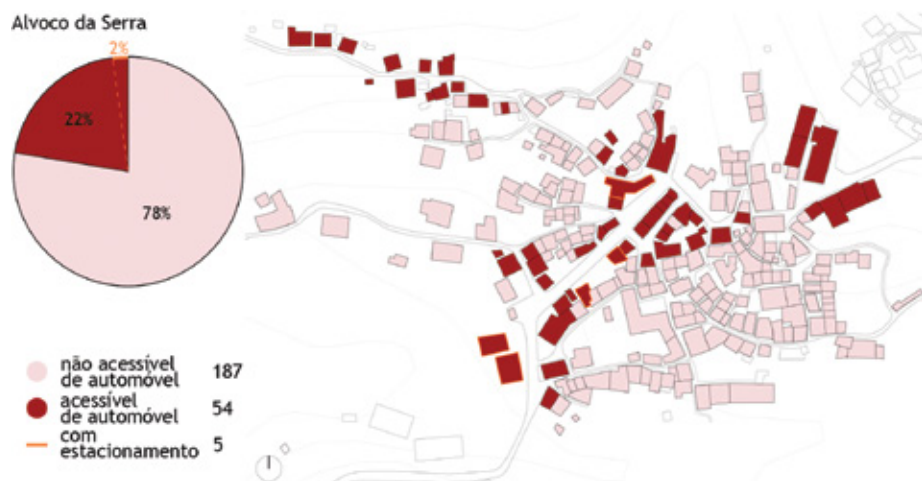 Alvoco da Serra
2%
22%
78%
não acessível
de automóvel 187
acessível
de automóvel 54
com
estacionamento 5